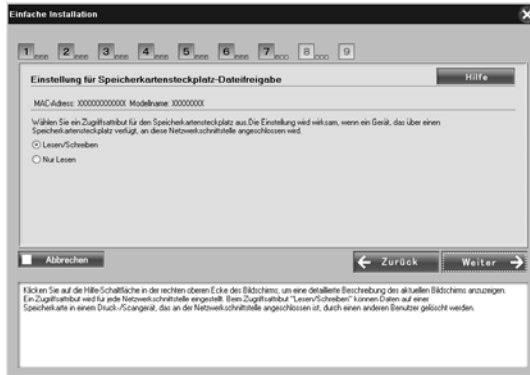 Einfache Installation
1 2 3 4 5 6 7 8 9
Einstellung für Speicherkartensteckplatz-Dateifreigabe
Hilfe
MAC-Adress: XXXXXXXXXXXX Modellname: XXXXXXXX
Wählen Sie ein Zugriffsattribut für den Speicherkartensteckplatz aus.Die Einstellung wird wirksam, wenn ein Gerät, das über einen
Speicherkartensteckplatz verfügt, an diese Netzwerkschnittstelle angeschlossen wird.
Lesen/Schreiben
Nur Lesen
Abbrechen
Zurück
Weiter
Klicken Sie auf die Hilfe-Schaltfläche in der rechten oberen Ecke des Bildschirms, um eine detaillierte Beschreibung des aktuellen Bildschirms anzuzeigen.
Ein Zugriffsattribut wird für jede Netzwerkschnittstelle eingestellt. Beim Zugriffsattribut "Lesen/Schreiben" können Daten auf einer
Speicherkarte in einem Druck-/Scangerät, das an der Netzwerkschnittstelle angeschlossen ist, durch einen anderen Benutzer gelöscht werden.